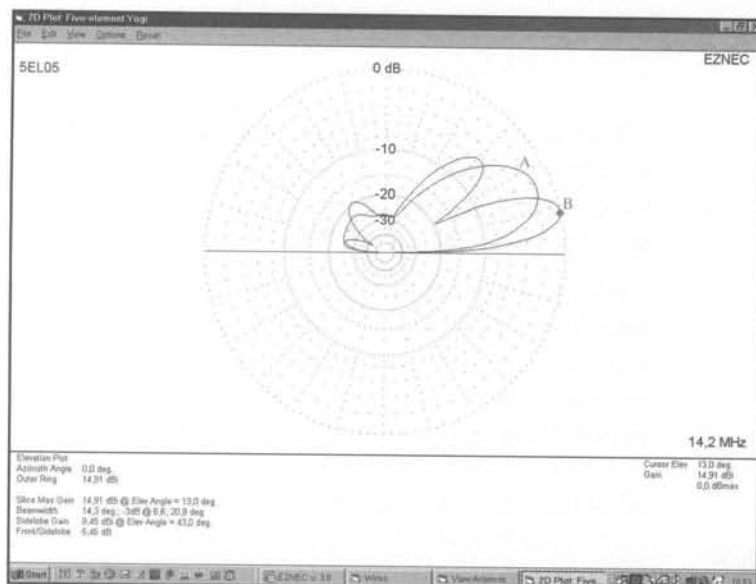 2D Plot: Five-element Yagi
File Edit View Options Reset
5EL05
0 dB
EZNEC
-10
A
-20
B
-30
14,2 MHz
Elevation Plot
Azimuth Angle 0,0 deg.
Outer Ring 14,91 dBi
Cursor Elev 13,0 deg.
Gain 14,91 dBi
0,0 dBmax
Slice Max Gain 14,91 dBi @ Elev Angle = 13,0 deg.
Beamwidth 14,3 deg.; -3dB @ 6,6, 20,9 deg.
Sidelobe Gain 9,45 dBi @ Elev Angle = 43,0 deg.
Front/Sidelobe 5,46 dB
Start
EZNEC v. 3.0
Wires
View Antenna
2D Plot: Five